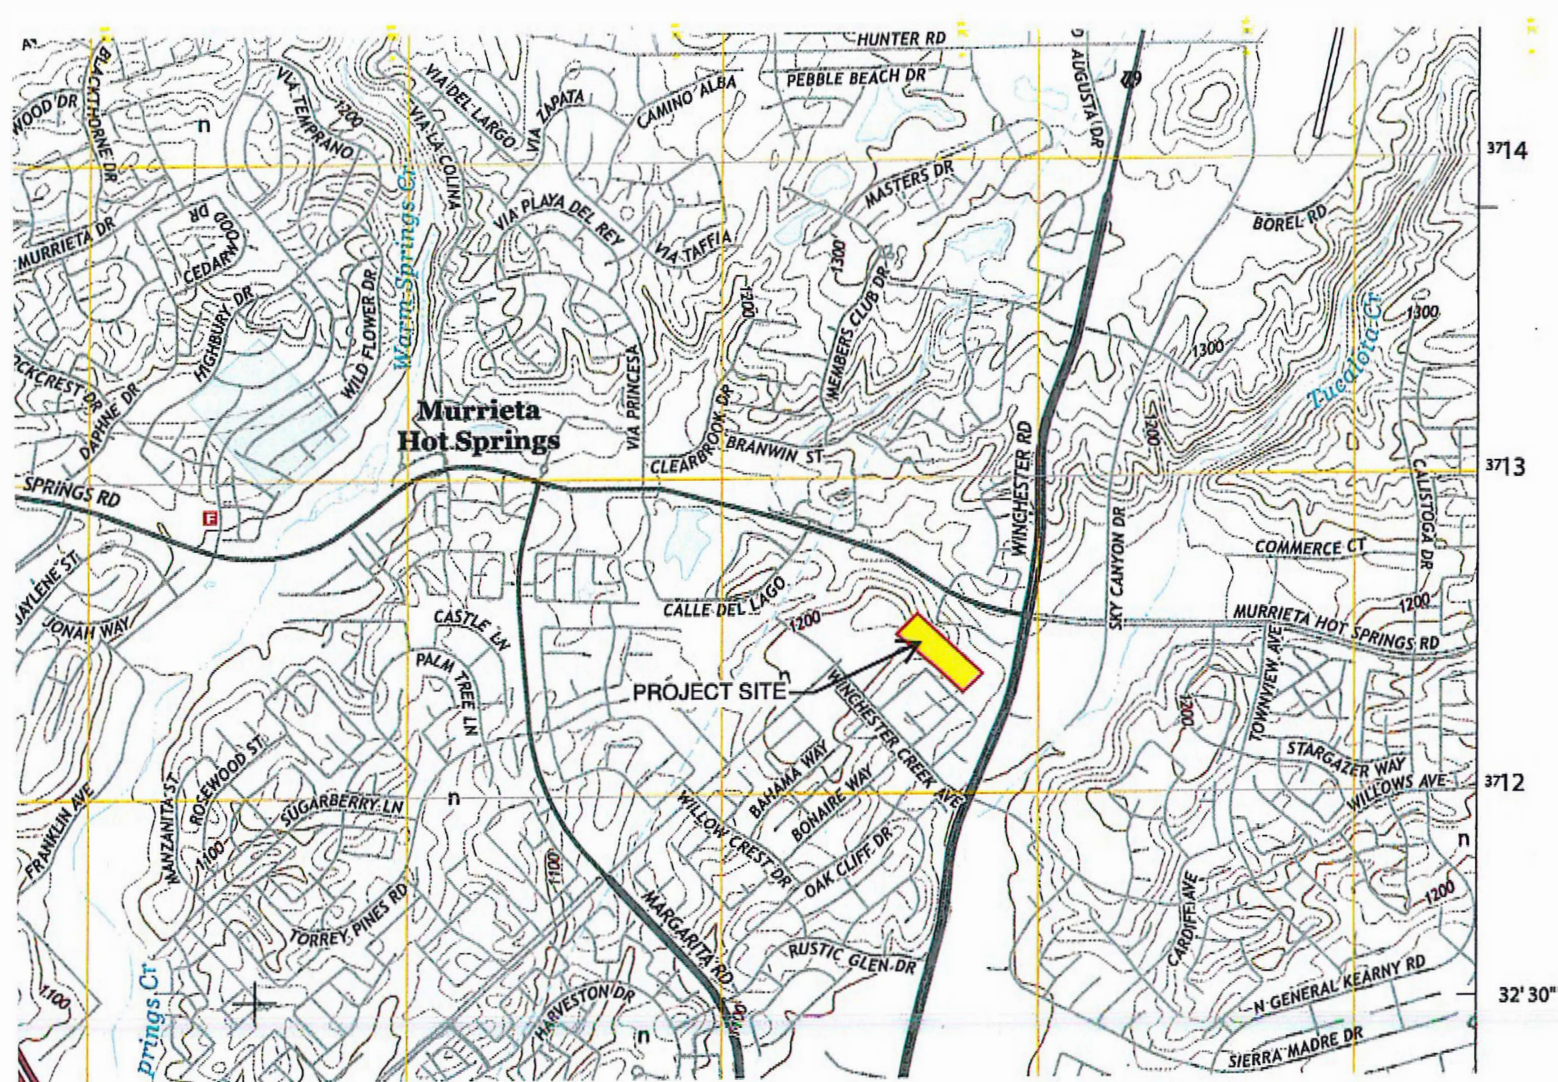 HUNTER RD
PEBBLE BEACH DR
AUGUSTA DR
BLACKTHORNE DR
WOOD DR
VIA TEMPRANO
1200
VIA DEL LARGO
VIA LA COLINA
VIA ZAPATA
CAMINO ALBA
n
3714
MASTERS DR
Warm Springs Cr
MURRIETA DR
CEDARWOOD DR
VIA PLAYA DEL REY
VIA TAFFIA
BOREL RD
1300
1200
MEMBERS CLUB DR
HIGHBURY DR
WILD FLOWER DR
1300
1300
Tucalota Cr
VIA PRINCESA
CLEARBROOK DR
DAPHNE DR
Murrieta
Hot Springs
BRANWIN ST
WINCHESTER RD
1200
3713
CALISTOGA DR
SPRINGS RD
F
SKY CANYON DR
COMMERCE CT
JAYLENE ST
JONAH WAY
CALLE DEL LAGO
CASTLE LN
1200
1200
MURRIETA HOT SPRINGS RD
PALM TREE LN
PROJECT SITE
n
WINCHESTER CREEK AVE
1200
TOWNVIEW AVE
STARGAZER WAY
WILLOWS AVE
3712
ROSEWOOD ST
MANZANITA ST
FRANKLIN AVE
SUGARBERRY LN
n
BAHAMA WAY
BONAIRE WAY
WILLOW CREST DR
OAK CLIFF DR
n
1100
1100
TORREY PINES RD
MARGARITA RD
RUSTIC GLEN DR
CARDIFF AVE
1200
N GENERAL KEARNY RD
32'30"
1100
prings Cr
HARVESTON DR
n
SIERRA MADRE DR